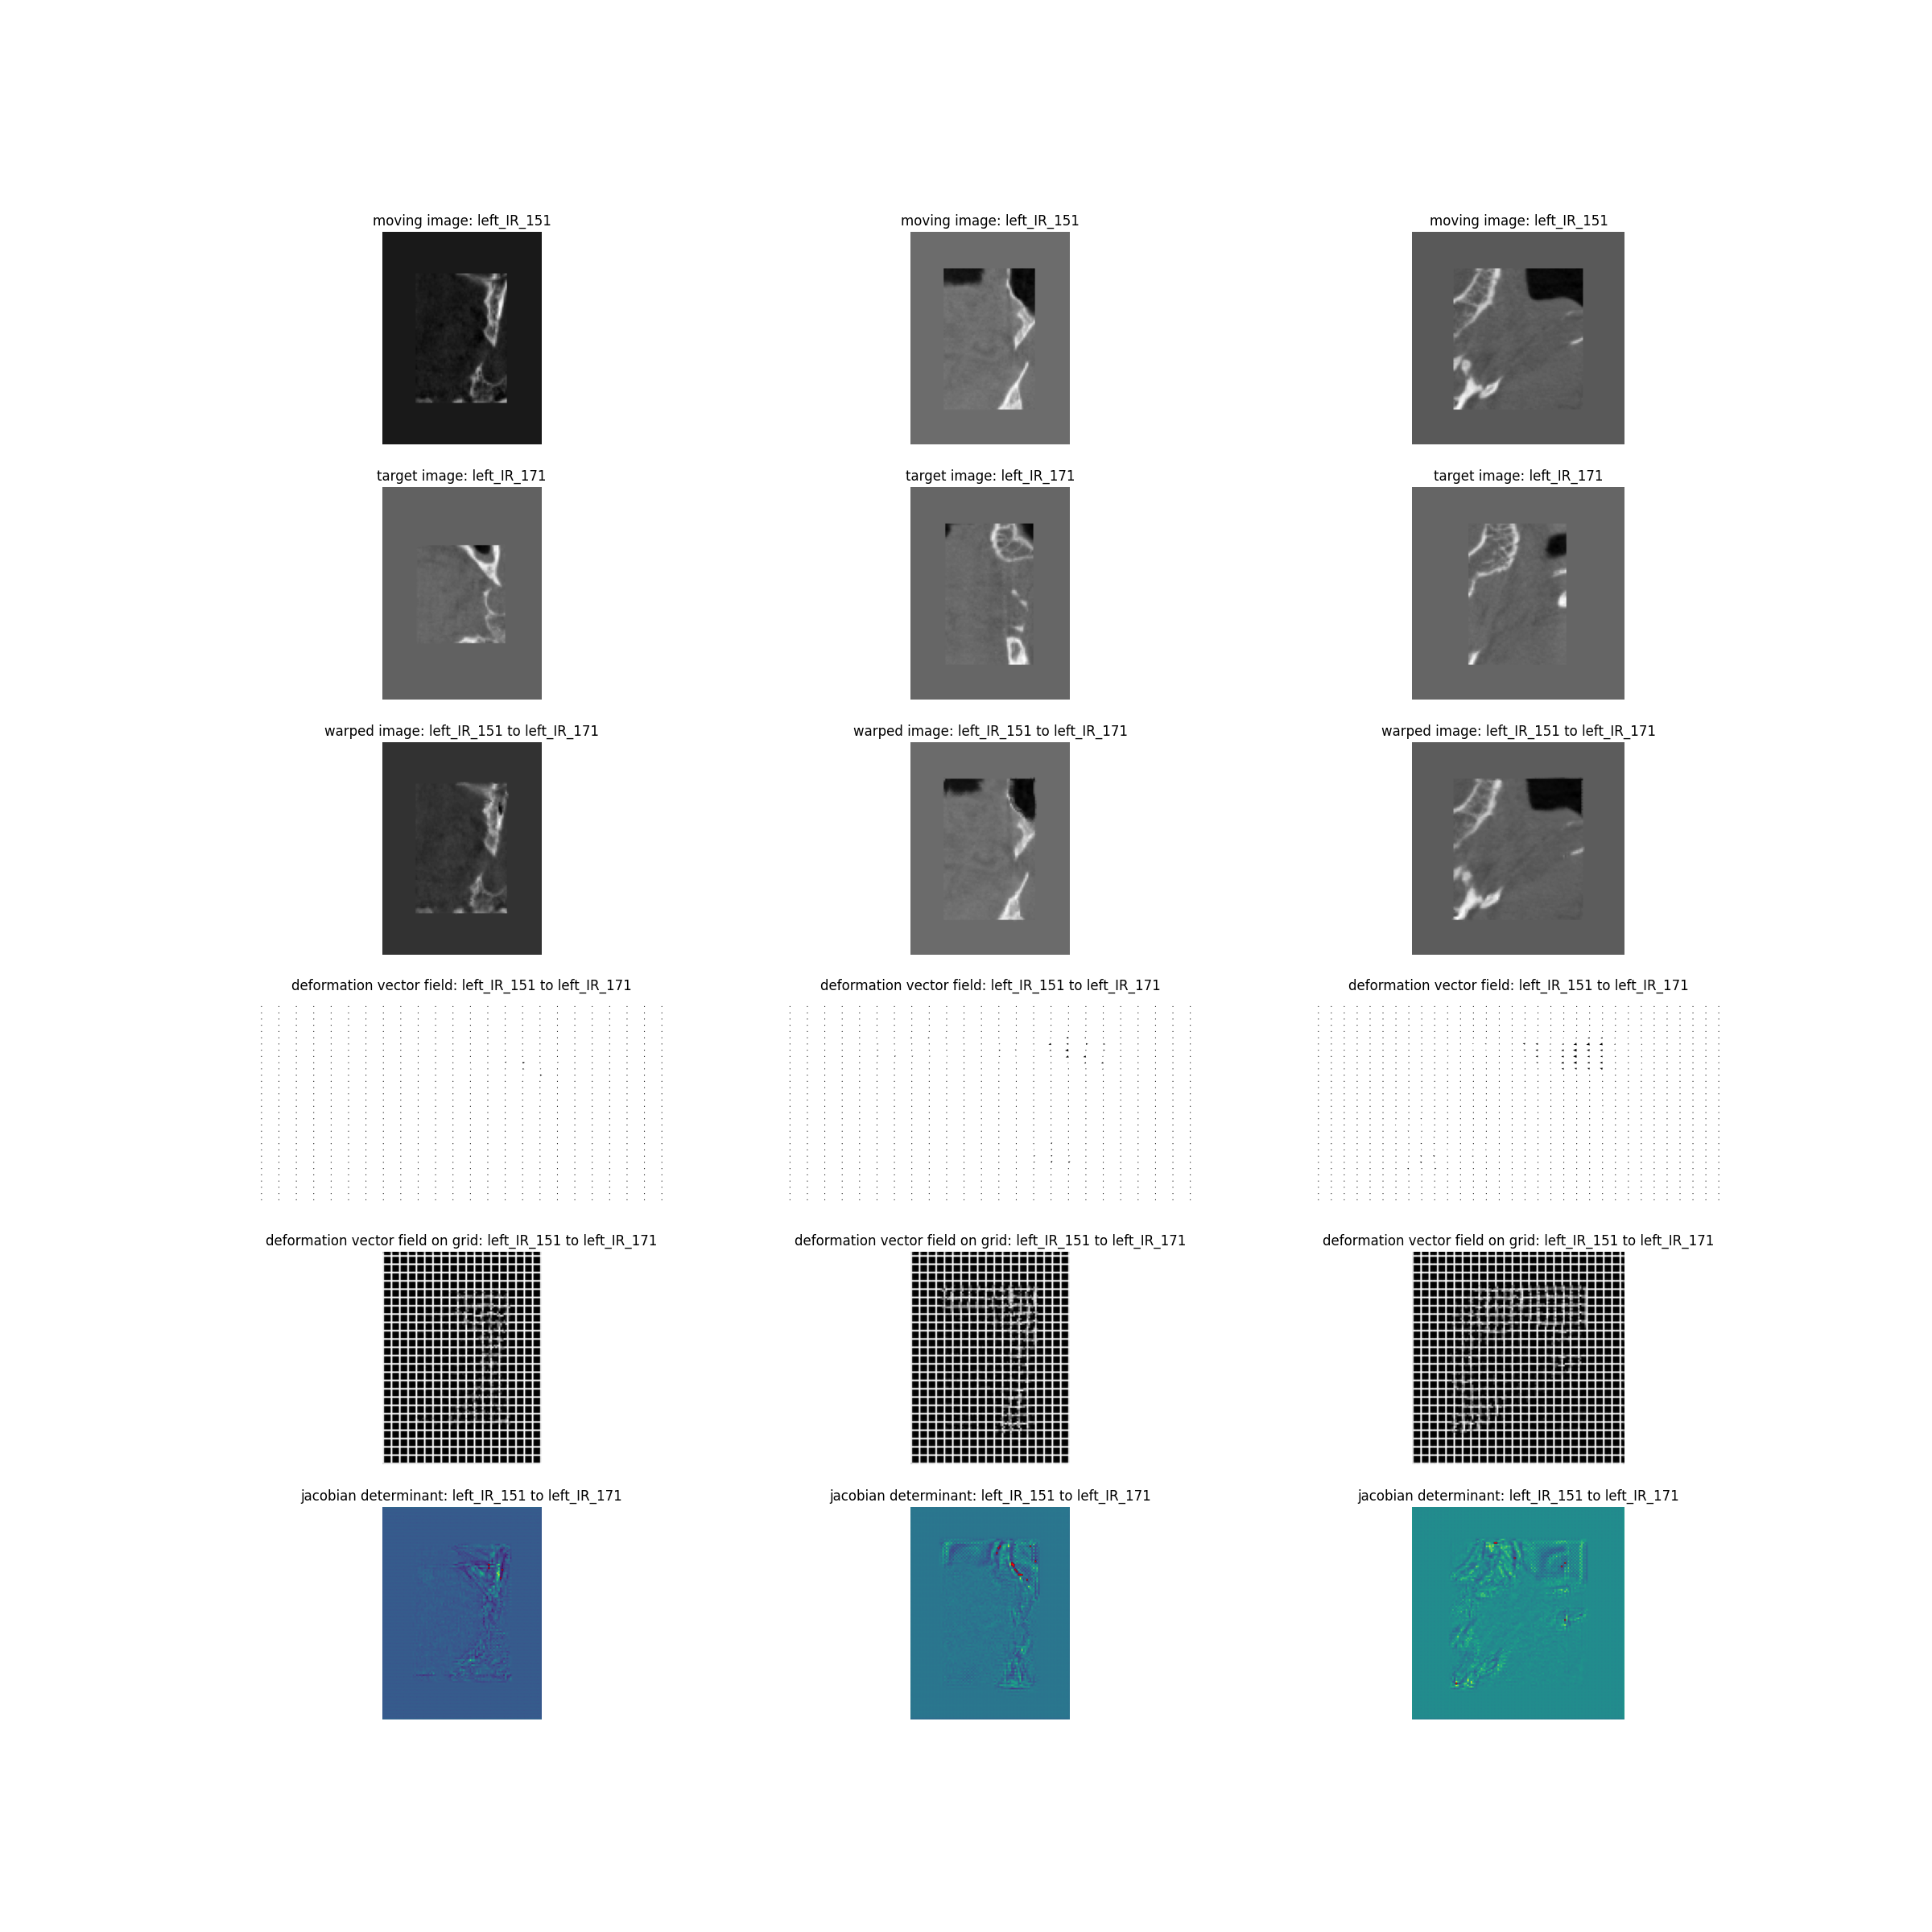 moving image: left_IR_151
moving image: left_IR_151
moving image: left_IR_151
target image: left_IR_171
target image: left_IR_171
target image: left_IR_171
warped image: left_IR_151 to left_IR_171
warped image: left_IR_151 to left_IR_171
warped image: left_IR_151 to left_IR_171
deformation vector field: left_IR_151 to left_IR_171
deformation vector field: left_IR_151 to left_IR_171
deformation vector field: left_IR_151 to left_IR_171
deformation vector field on grid: left_IR_151 to left_IR_171
deformation vector field on grid: left_IR_151 to left_IR_171
deformation vector field on grid: left_IR_151 to left_IR_171
jacobian determinant: left_IR_151 to left_IR_171
jacobian determinant: left_IR_151 to left_IR_171
jacobian determinant: left_IR_151 to left_IR_171